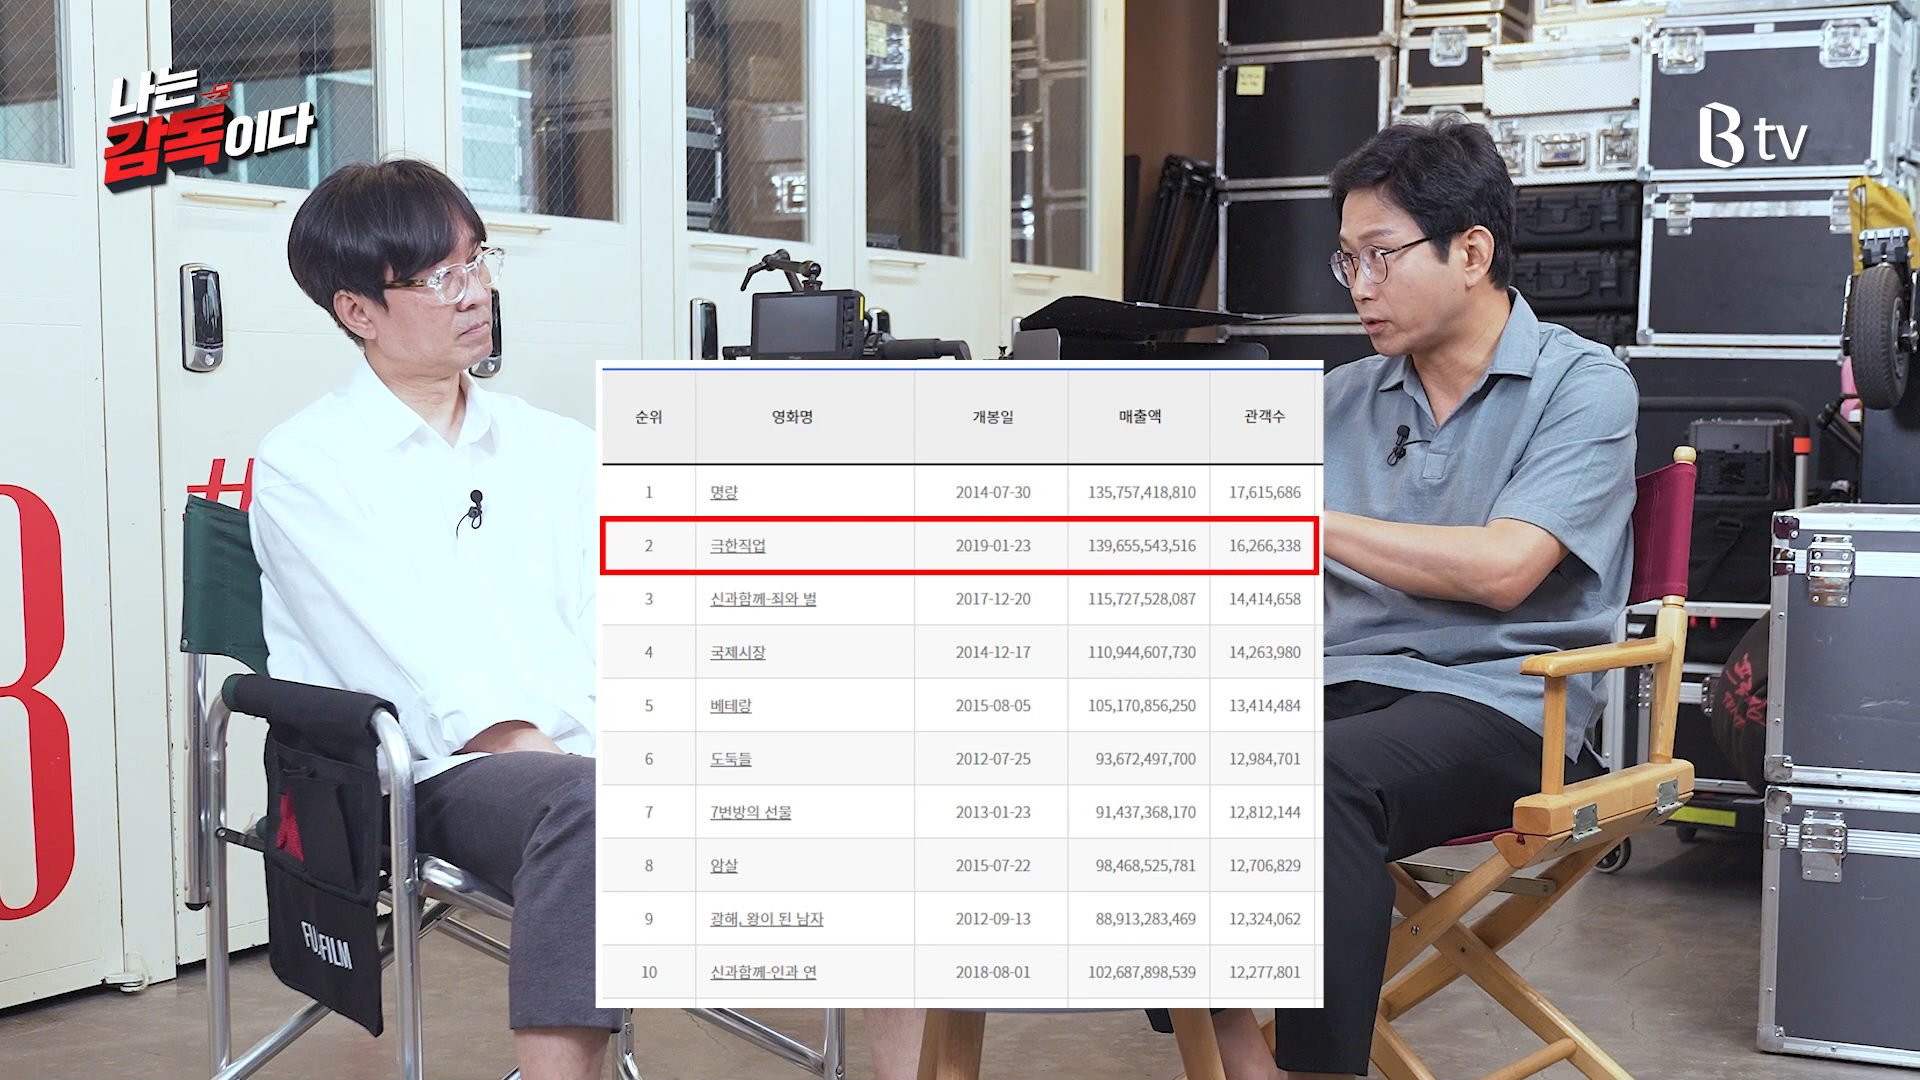 나는
감독이다
B tv
순위 영화명 개봉일 매출액 관객수
1 명량 2014-07-30 135,757,418,810 17,615,686
2 극한직업 2019-01-23 139,655,543,516 16,266,338
3 신과함께-죄와 벌 2017-12-20 115,727,528,087 14,414,658
4 국제시장 2014-12-17 110,944,607,730 14,263,980
5 베테랑 2015-08-05 105,170,856,250 13,414,484
6 도둑들 2012-07-25 93,672,497,700 12,984,701
7 7번방의 선물 2013-01-23 91,437,368,170 12,812,144
8 암살 2015-07-22 98,468,525,781 12,706,829
9 광해, 왕이 된 남자 2012-09-13 88,913,283,469 12,324,062
10 신과함께-인과 연 2018-08-01 102,687,898,539 12,277,801
#
3
FUJIFILM